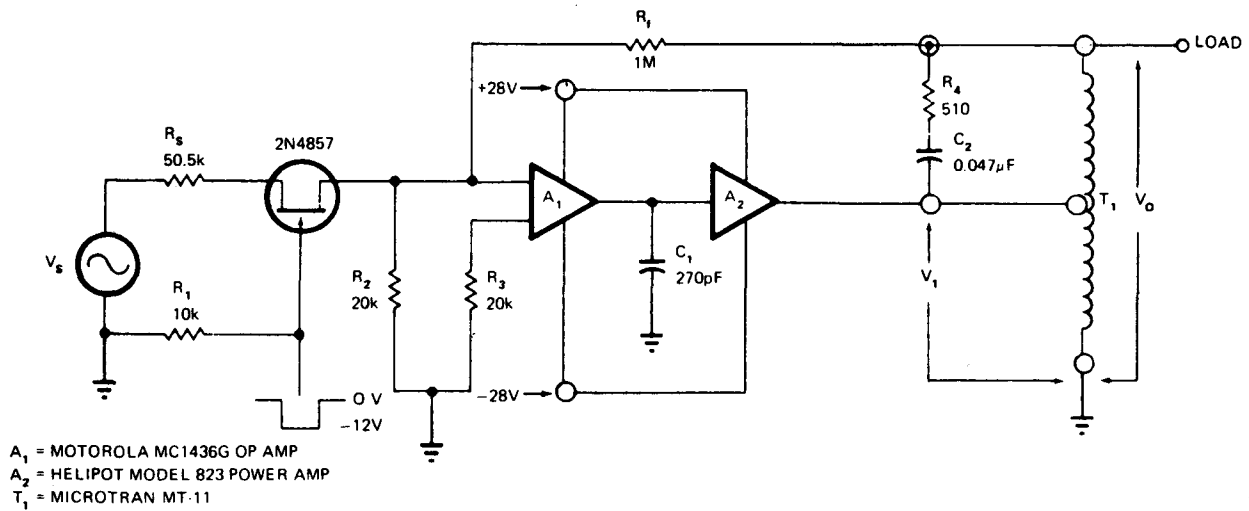 R_f
1M
LOAD
+28V
R_4
510
C_2
0.047μF
R_s
50.5k
2N4857
A_1
A_2
T_1
V_o
V_s
R_1
10k
R_2
20k
R_3
20k
C_1
270pF
V_1
−28V
0 V
−12V
A_1 = MOTOROLA MC1436G OP AMP
A_2 = HELIPOT MODEL 823 POWER AMP
T_1 = MICROTRAN MT-11